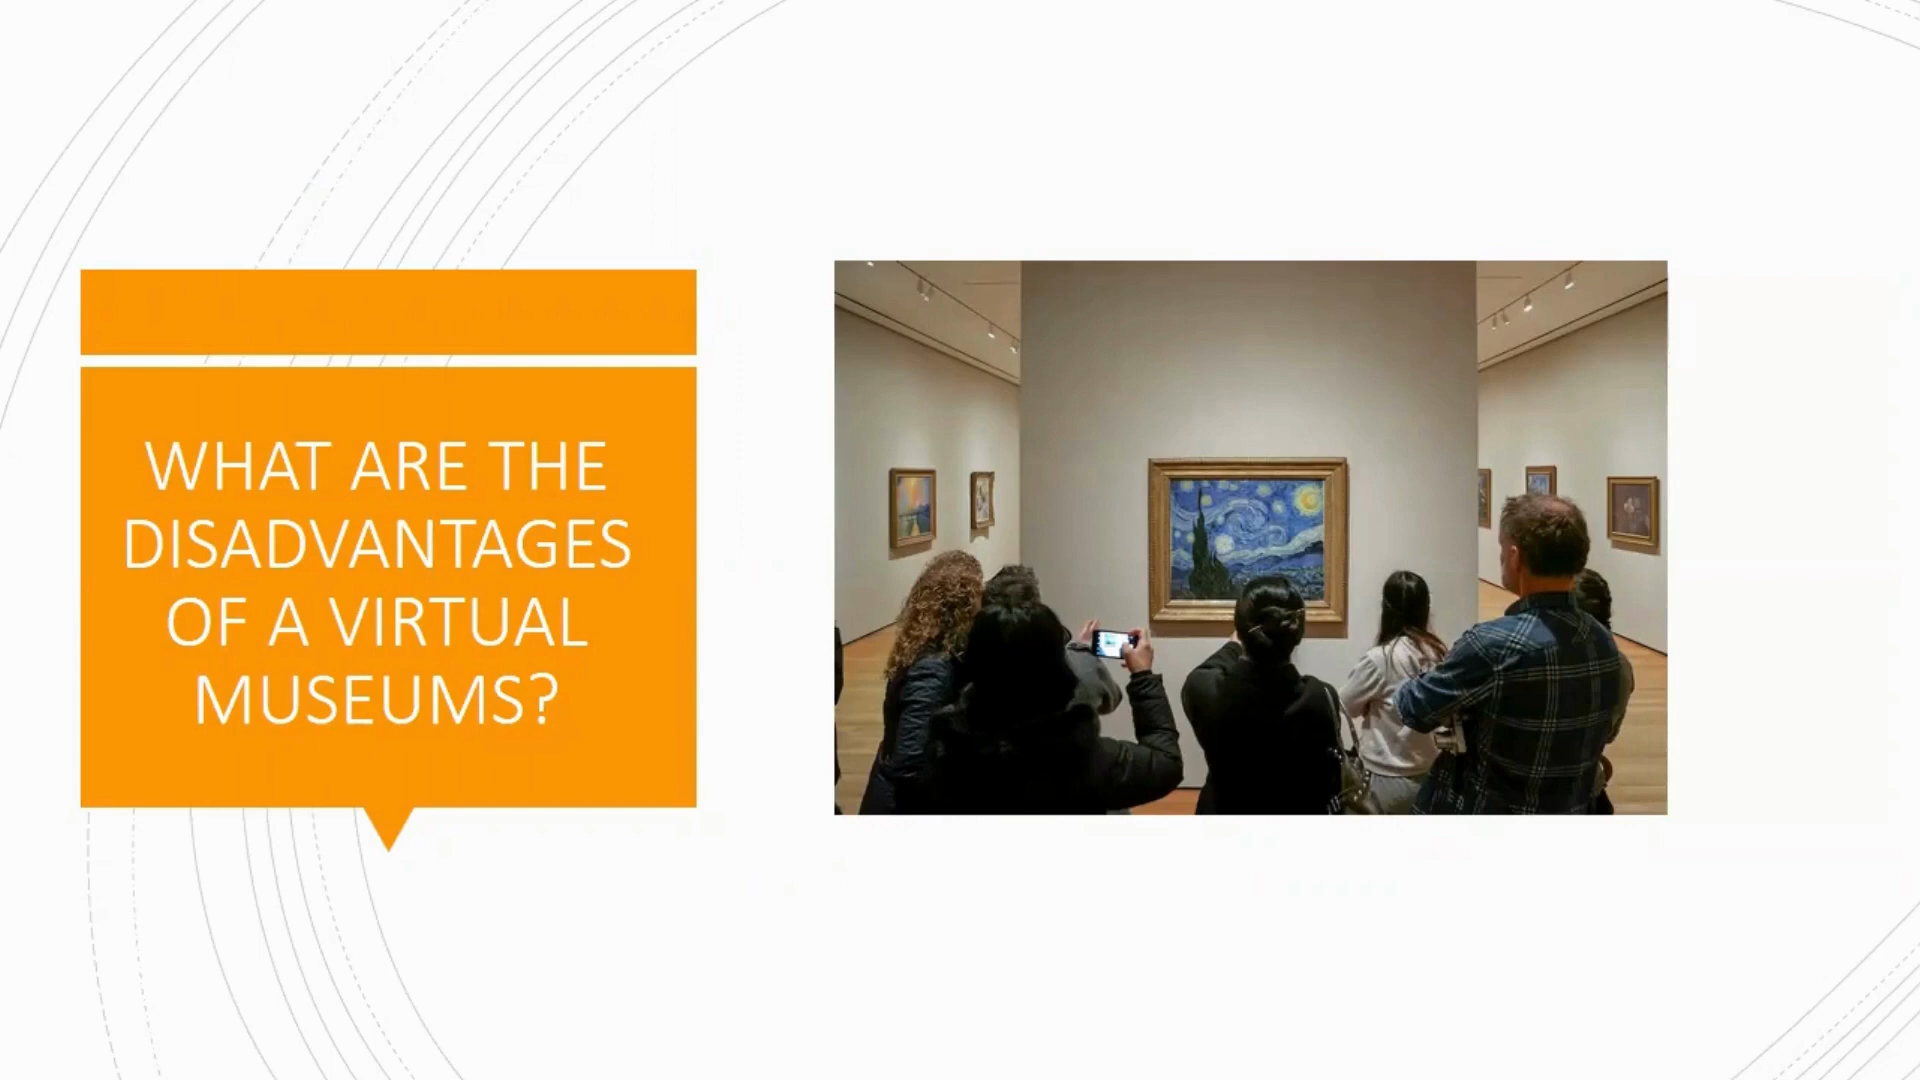 WHAT ARE THE
DISADVANTAGES
OF A VIRTUAL
MUSEUMS?